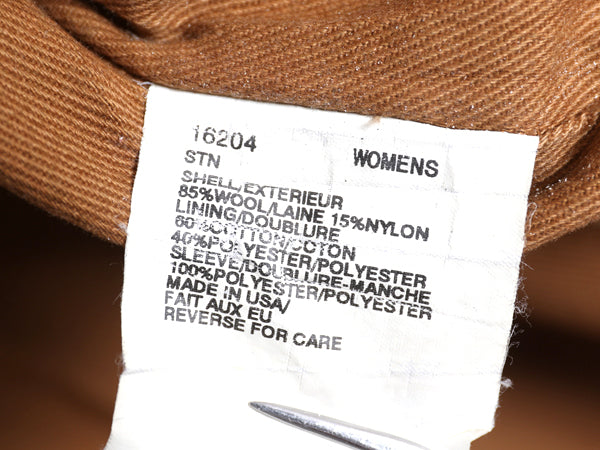 16204 WOMENS
STN
SHELL/EXTERIEUR
85%WOOL/LAINE 15%NYLON
LINING/DOUBLURE
60%COTTON/COTON
40%POLYESTER/POLYESTER
SLEEVE/DOUBLURE-MANCHE
100%POLYESTER/POLYESTER
MADE IN USA/
FAIT AUX EU
REVERSE FOR CARE